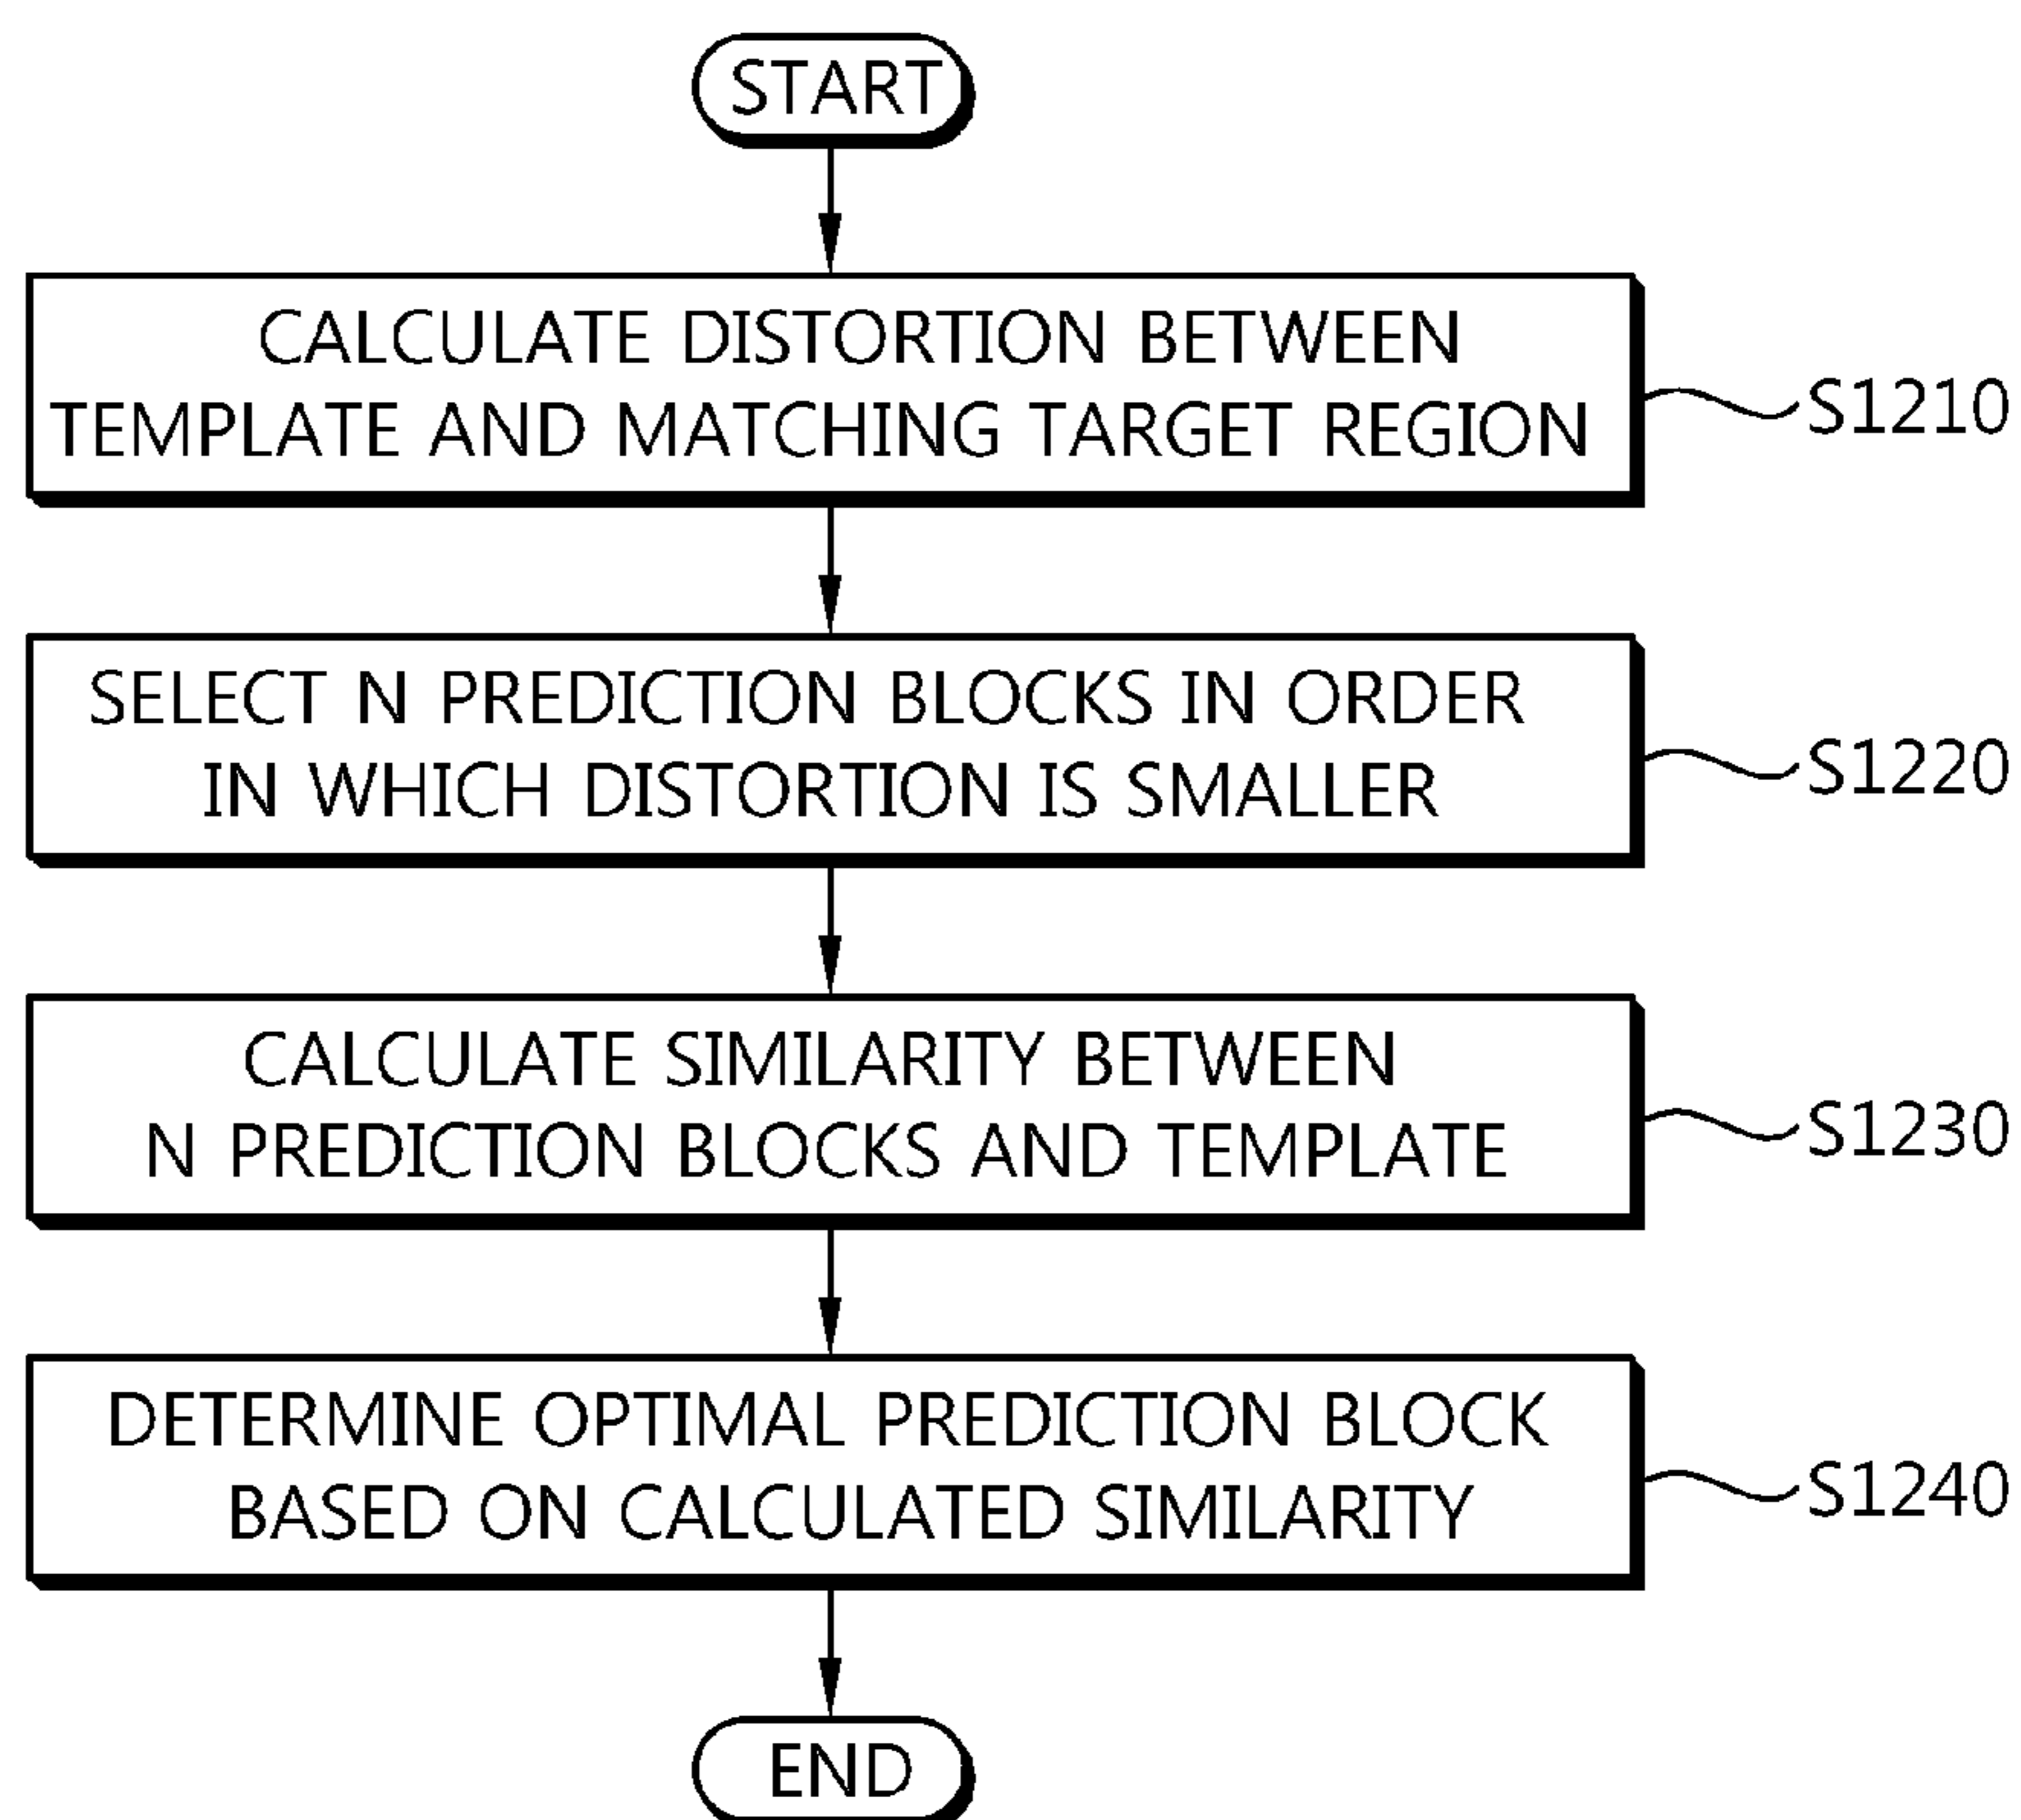 START
CALCULATE DISTORTION BETWEEN
TEMPLATE AND MATCHING TARGET REGION
S1210
SELECT N PREDICTION BLOCKS IN ORDER
IN WHICH DISTORTION IS SMALLER
S1220
CALCULATE SIMILARITY BETWEEN
N PREDICTION BLOCKS AND TEMPLATE
S1230
DETERMINE OPTIMAL PREDICTION BLOCK
BASED ON CALCULATED SIMILARITY
S1240
END